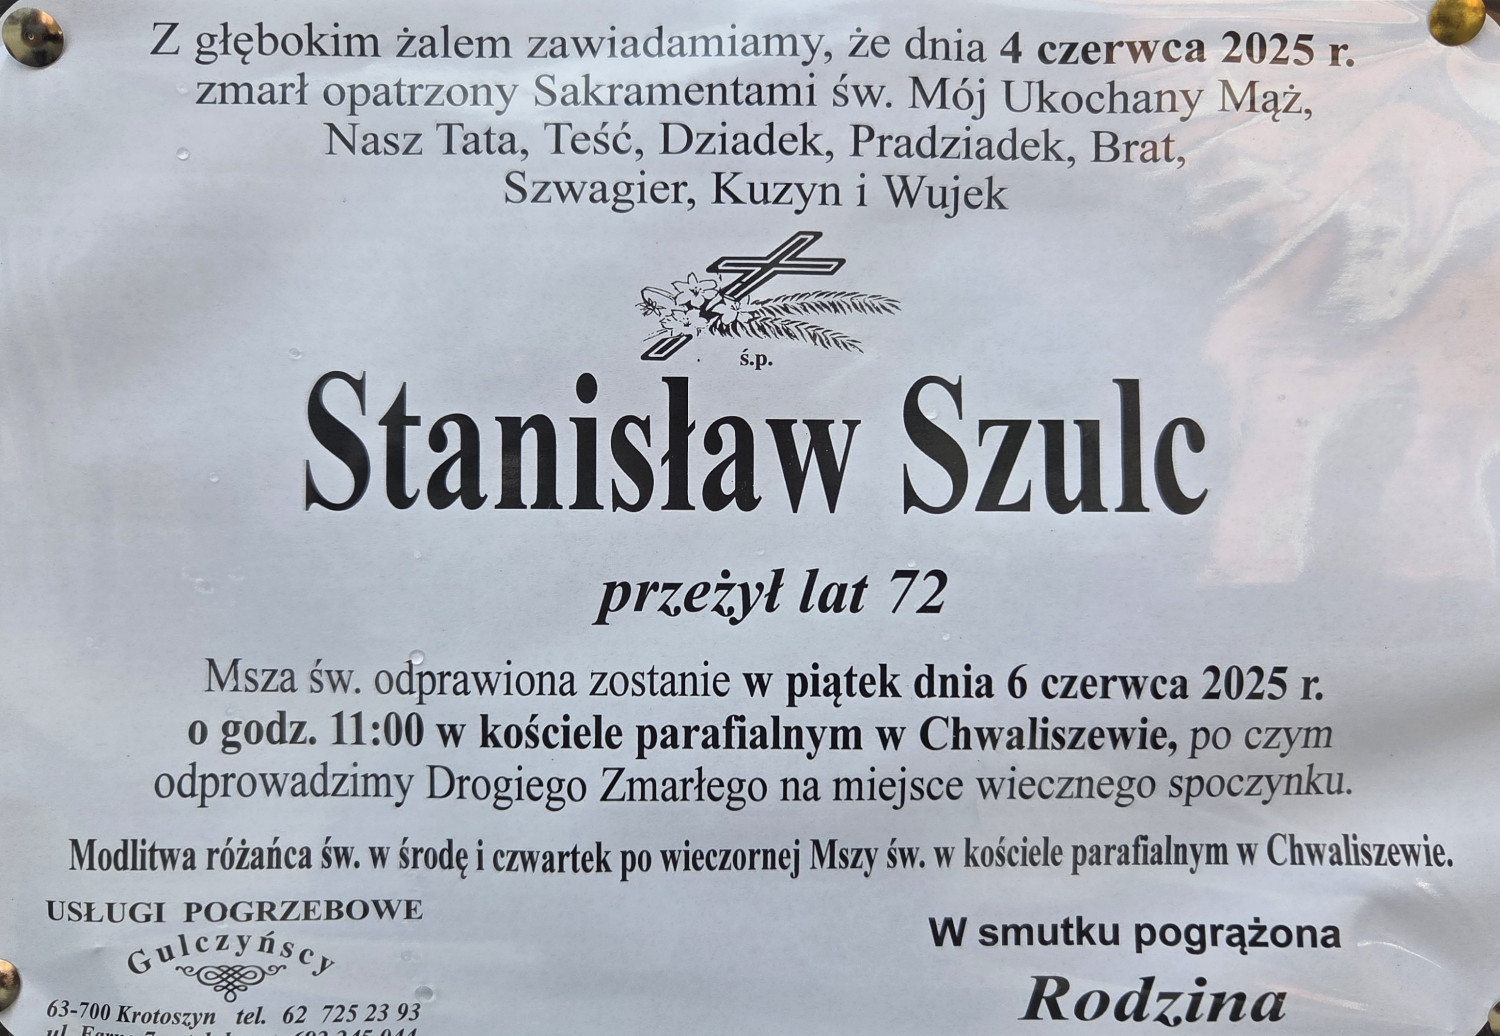 Z głębokim żalem zawiadamiamy, że dnia 4 czerwca 2025 r.
zmarł opatrzony Sakramentami św. Mój Ukochany Mąż,
Nasz Tata, Teść, Dziadek, Pradziadek, Brat,
Szwagier, Kuzyn i Wujek
ś.p.
Stanisław Szulc
przeżył lat 72
Msza św. odprawiona zostanie w piątek dnia 6 czerwca 2025 r.
o godz. 11:00 w kościele parafialnym w Chwaliszewie, po czym
odprowadzimy Drogiego Zmarłego na miejsce wiecznego spoczynku.
Modlitwa różańca św. w środę i czwartek po wieczornej Mszy św. w kościele parafialnym w Chwaliszewie.
USŁUGI POGRZEBOWE
Gulczyńscy
63-700 Krotoszyn tel. 62 725 23 93
ul.
W smutku pogrążona
Rodzina